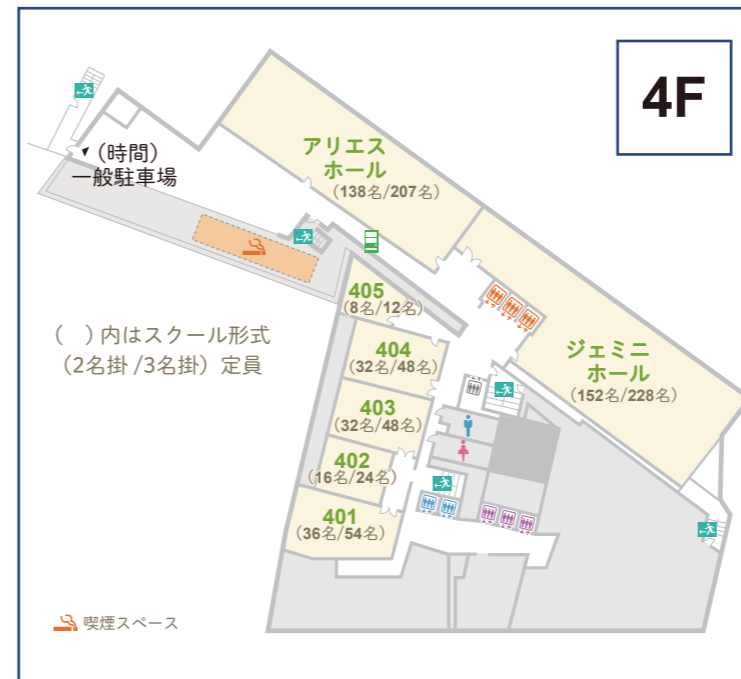 4F
(時間)
一般駐車場
アリエス
ホール
(138名/207名)
405
(8名/12名)
( )内はスクール形式
(2名掛/3名掛)定員
404
(32名/48名)
ジェミニ
ホール
(152名/228名)
403
(32名/48名)
402
(16名/24名)
401
(36名/54名)
喫煙スペース